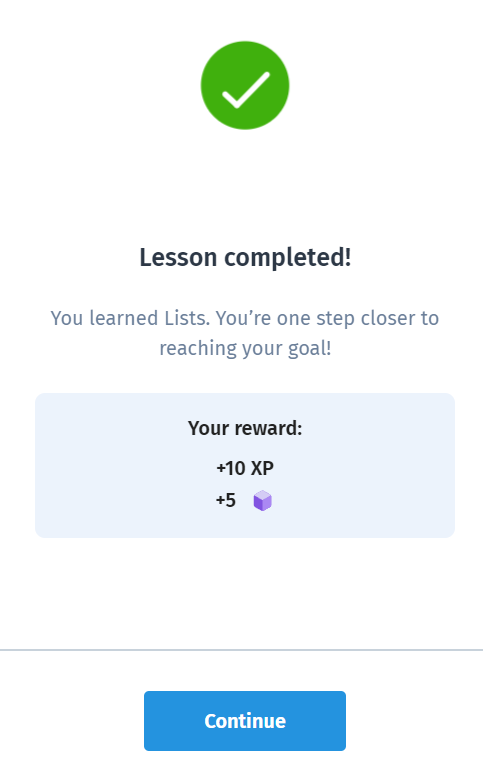 Lesson completed!
You learned Lists. You’re one step closer to
reaching your goal!
Your reward:
+10 XP
+5
Continue